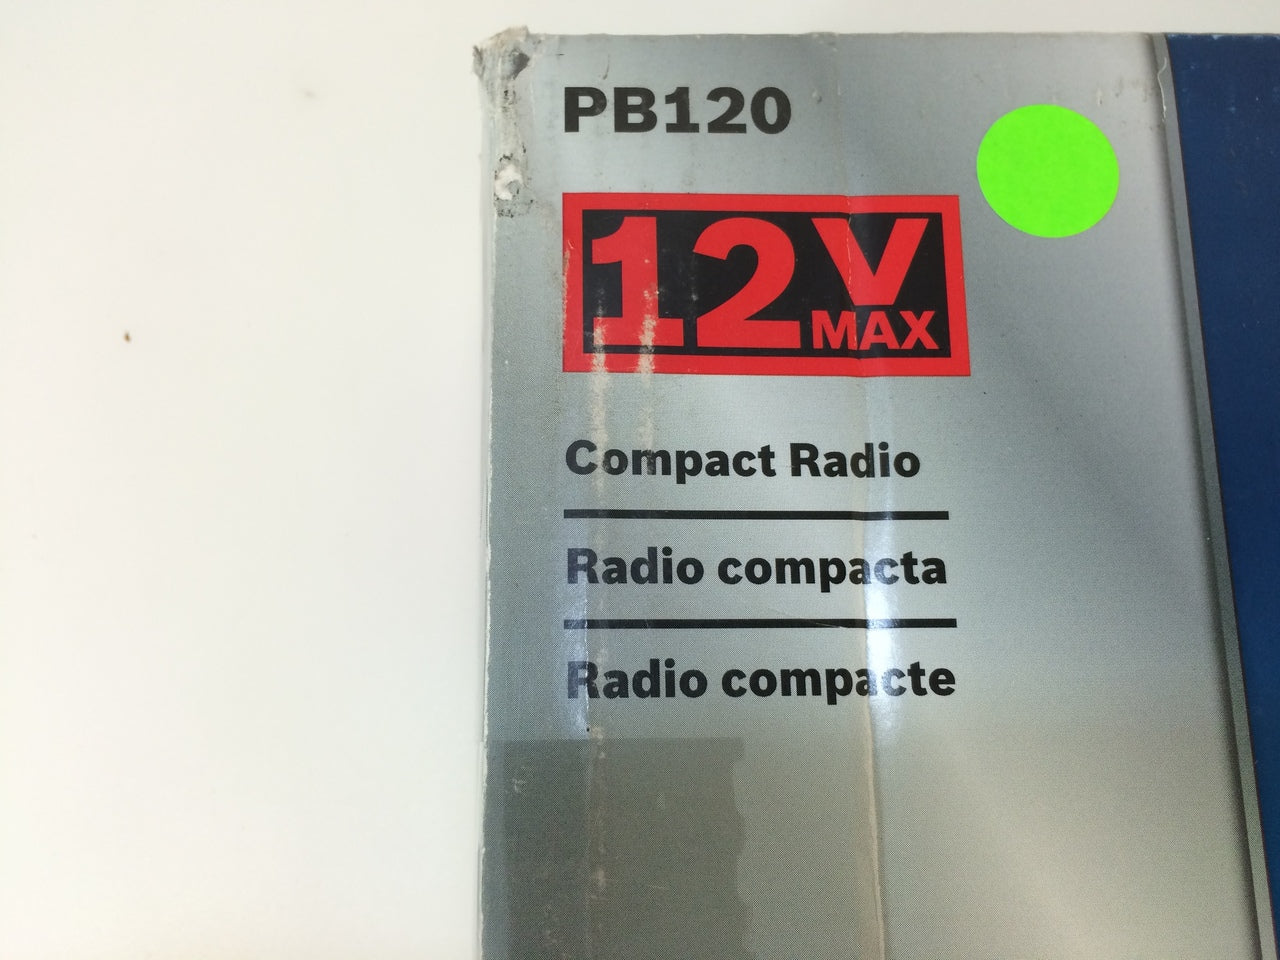 PB120
12V
MAX
Compact Radio
Radio compacta
Radio compacte